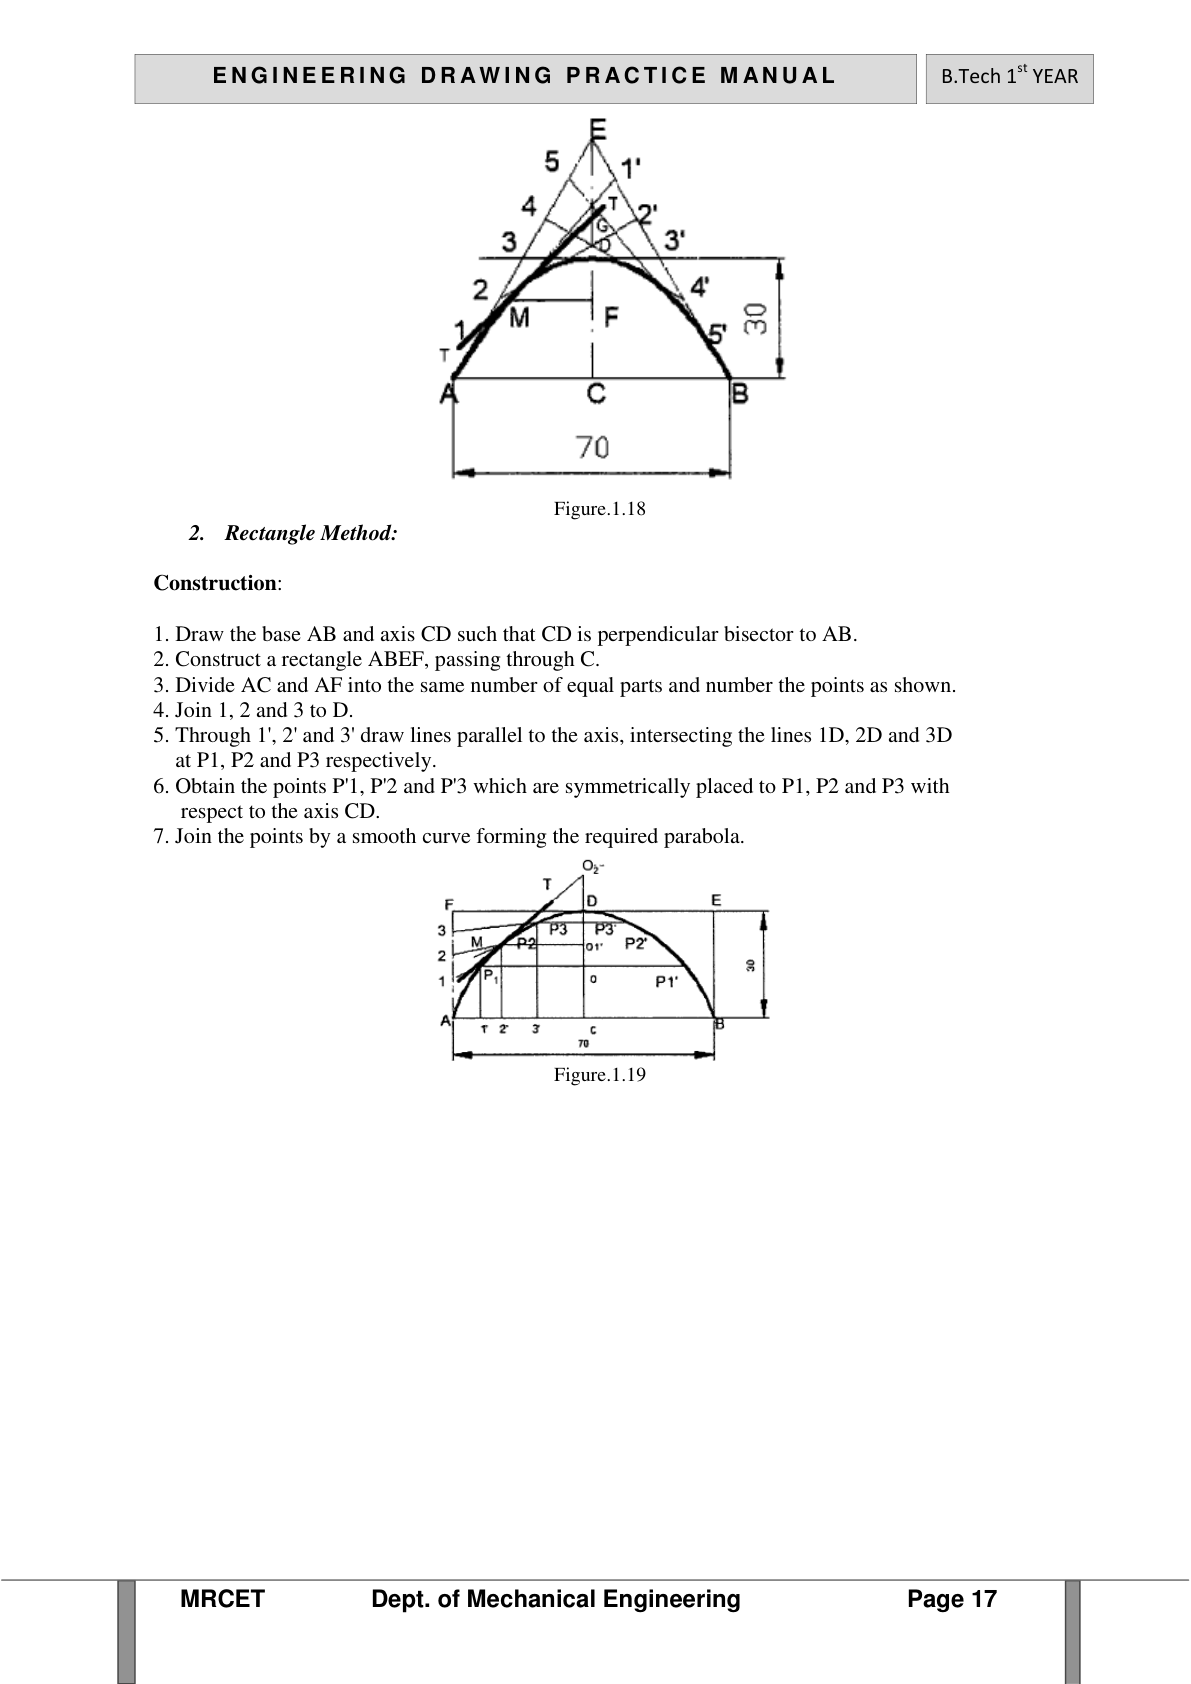 ENGINEERING DRAWING PRACTICE MANUAL
B.Tech 1st YEAR
E
5
1'
4
T
2'
G
3
D
3'
2
4'
M
F
30
1
5'
T
A
C
B
70
Figure.1.18
2. Rectangle Method:
Construction:
1. Draw the base AB and axis CD such that CD is perpendicular bisector to AB.
2. Construct a rectangle ABEF, passing through C.
3. Divide AC and AF into the same number of equal parts and number the points as shown.
4. Join 1, 2 and 3 to D.
5. Through 1', 2' and 3' draw lines parallel to the axis, intersecting the lines 1D, 2D and 3D
at P1, P2 and P3 respectively.
6. Obtain the points P'1, P'2 and P'3 which are symmetrically placed to P1, P2 and P3 with
respect to the axis CD.
7. Join the points by a smooth curve forming the required parabola.
O2
T
F
D
E
3
P3
P3'
M
P2
O1'
P2'
2
30
1
P1
O
P1'
A
1'
2'
3'
C
B
70
Figure.1.19
MRCET
Dept. of Mechanical Engineering
Page 17